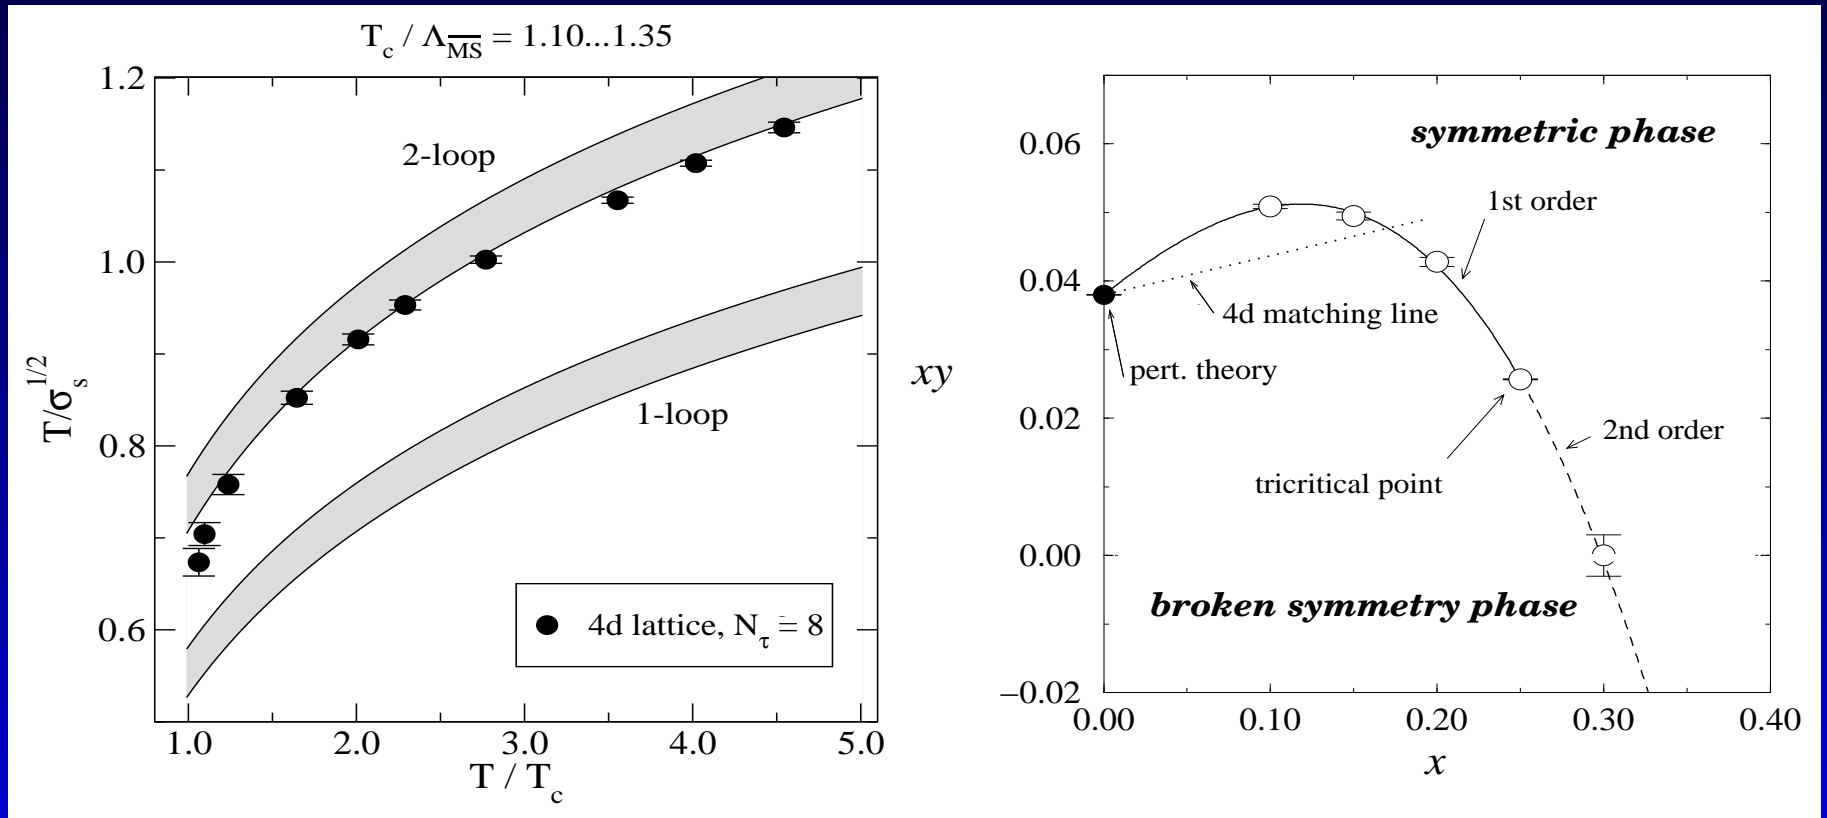 T_c / Λ_MS̅ = 1.10...1.35
1.2
1.0
0.8
0.6
T/σ_s^1/2
2-loop
1-loop
4d lattice, N_τ = 8
1.0 2.0 3.0 4.0 5.0
T / T_c
xy
0.06
0.04
0.02
0.00
−0.02
symmetric phase
1st order
4d matching line
pert. theory
2nd order
tricritical point
broken symmetry phase
0.00 0.10 0.20 0.30 0.40
x